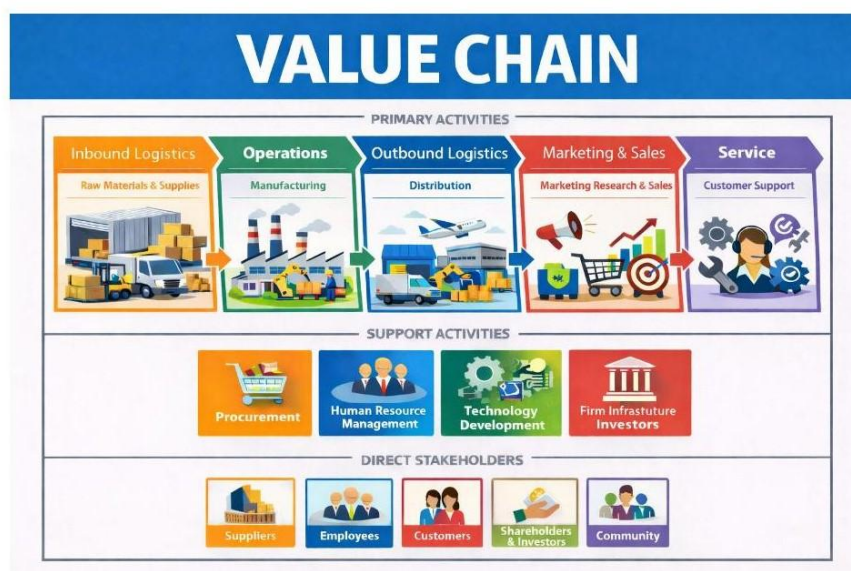 VALUE CHAIN
PRIMARY ACTIVITIES
Inbound Logistics
Raw Materials & Supplies
Operations
Manufacturing
Outbound Logistics
Distribution
Marketing & Sales
Marketing Research & Sales
Service
Customer Support
SUPPORT ACTIVITIES
Procurement
Human Resource
Management
Technology
Development
Firm Infrastuture
Investors
DIRECT STAKEHOLDERS
Suppliers
Employees
Customers
Shareholders
& Investors
Community